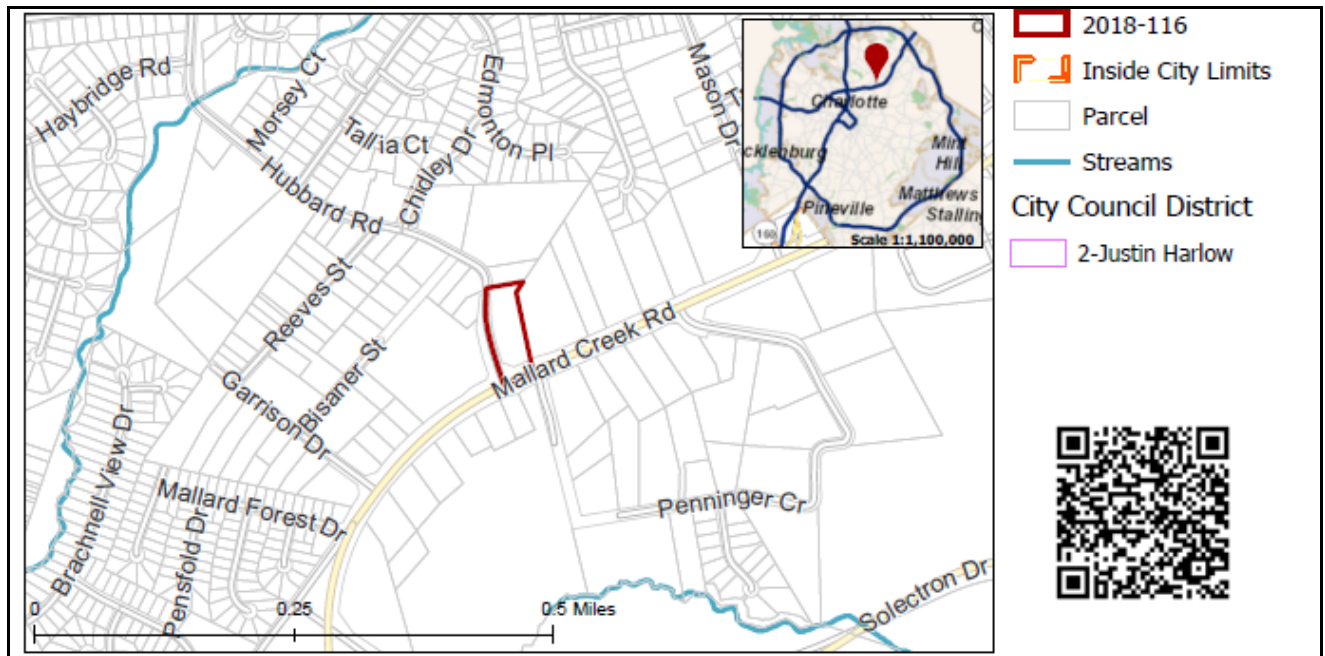 Haybridge Rd
Morsey Ct
Tallia Ct
Edmonton Pl
Chidley Dr
Hubbard Rd
Mason Dr
Reeves St
Bisaner St
Garrison Dr
Mallard Creek Rd
Brachnell View Dr
Mallard Forest Dr
Pensfold Dr
Penninger Cr
Solectron Dr
0
0.25
0.5 Miles
Charlotte
cklenburg
Mint
Hill
Matthews
Stalling
Pineville
160
Scale 1:1,100,000
2018-116
Inside City Limits
Parcel
Streams
City Council District
2-Justin Harlow